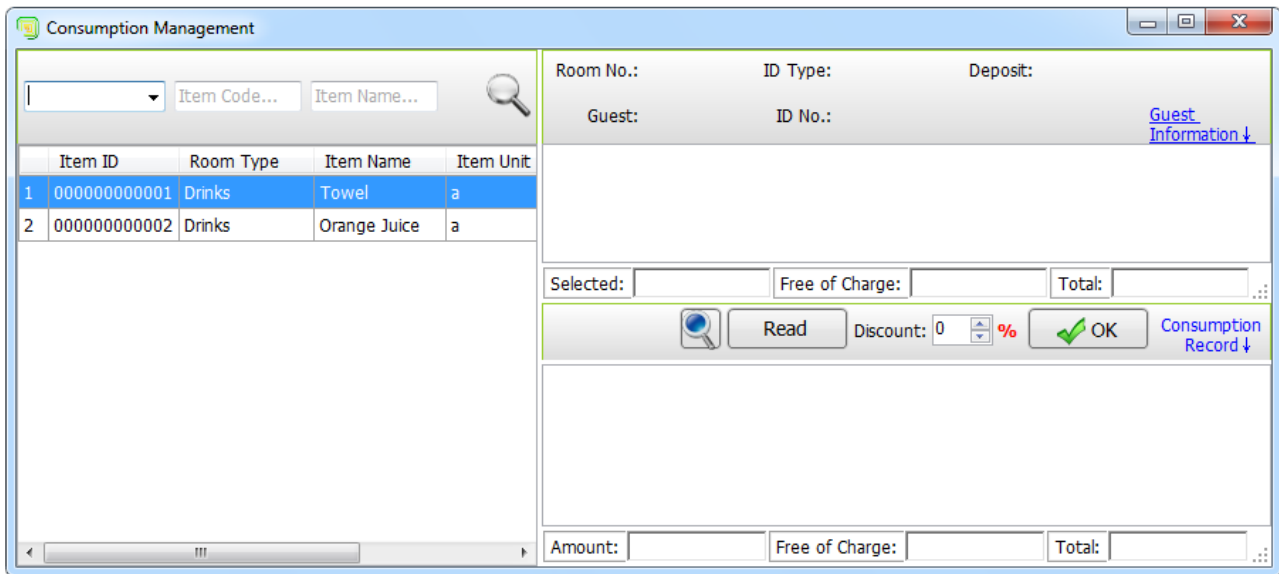 Consumption Management
Item Code... Item Name...
Room No.: ID Type: Deposit:
Guest: ID No.: Guest
Information↓
Item ID Room Type Item Name Item Unit
1 000000000001 Drinks Towel a
2 000000000002 Drinks Orange Juice a
Selected: Free of Charge: Total:
Read Discount: 0 % OK Consumption
Record↓
Amount: Free of Charge: Total: